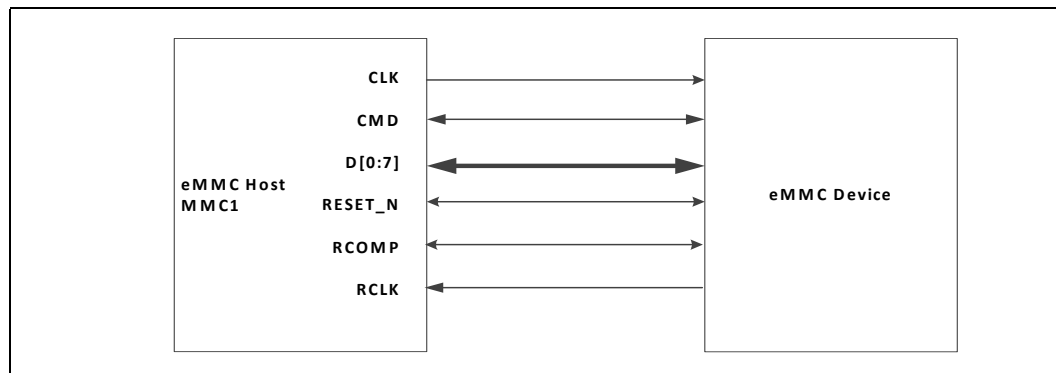 CLK
CMD
D[0:7]
eMMC Host
MMC1
RESET_N
RCOMP
RCLK
eMMC Device